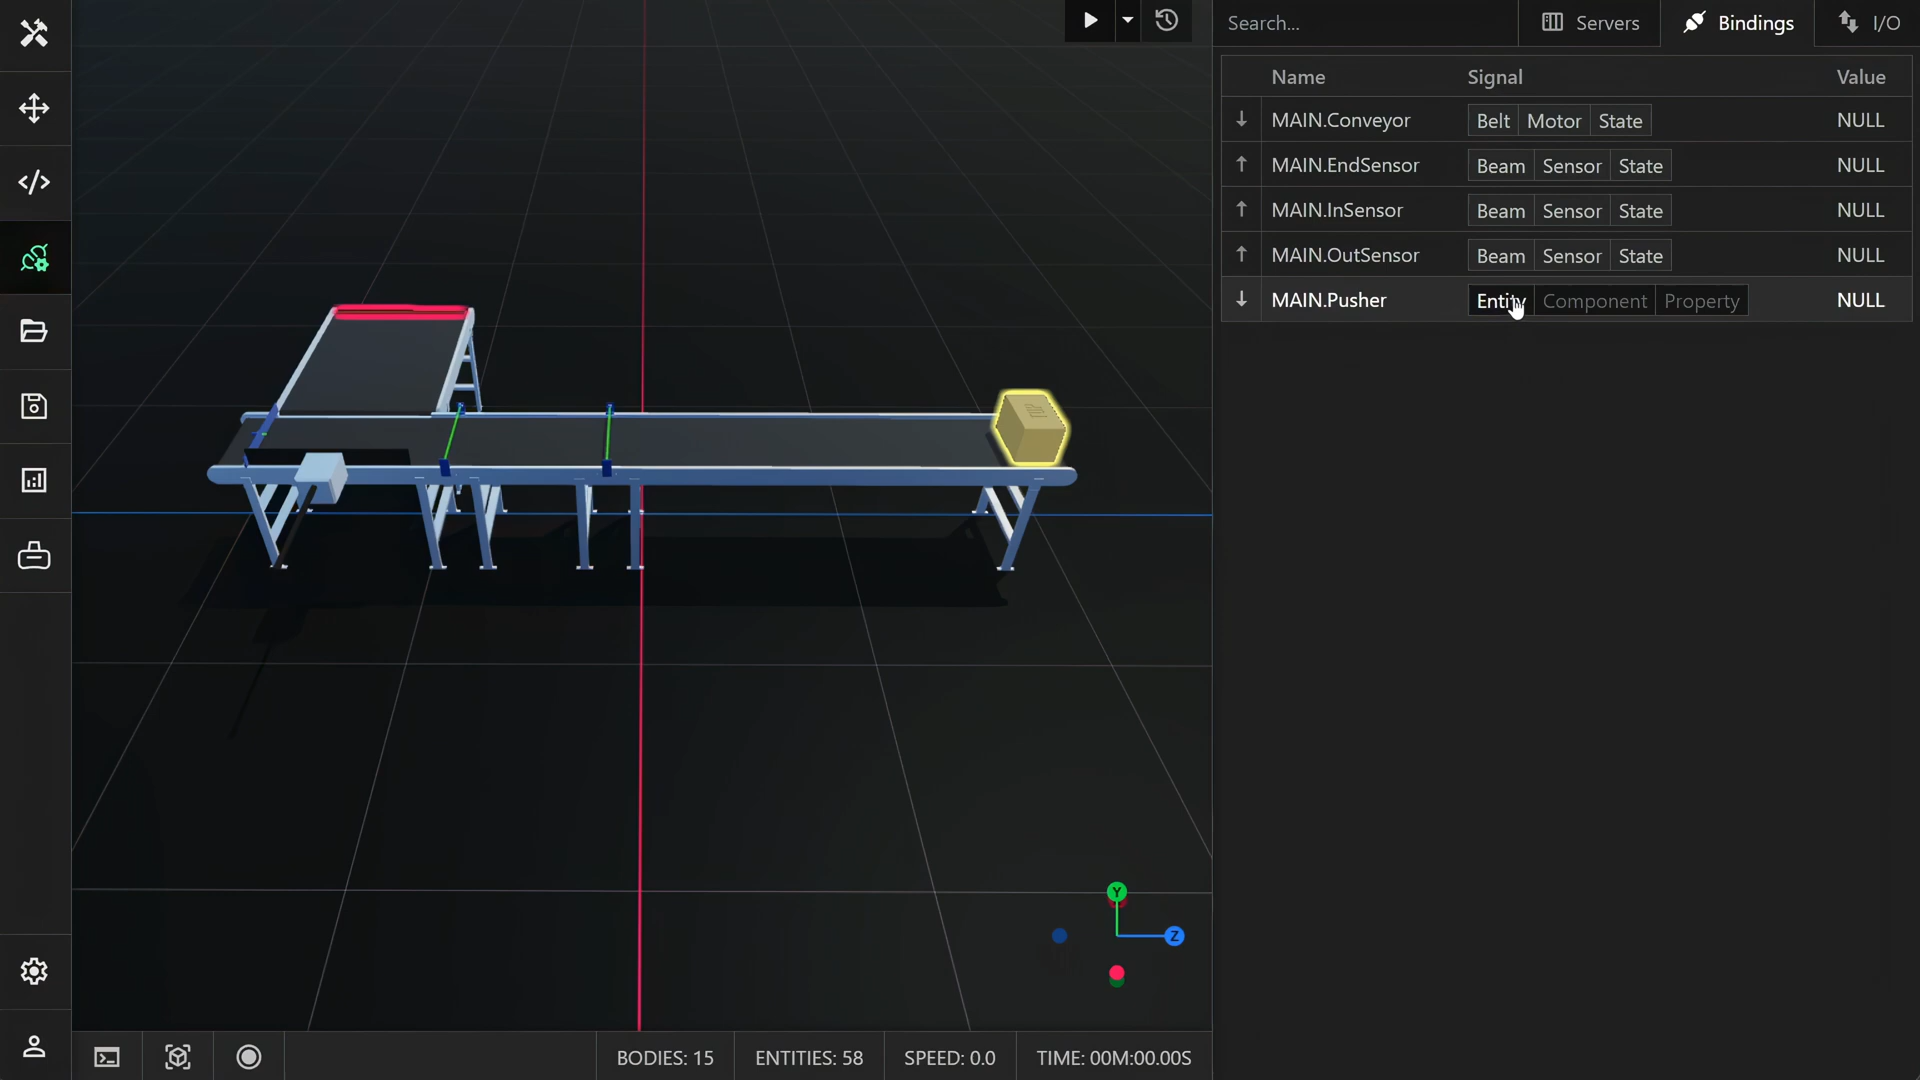 Search...
Servers
Bindings
I/O
Name Signal Value
MAIN.Conveyor Belt Motor State NULL
MAIN.EndSensor Beam Sensor State NULL
MAIN.InSensor Beam Sensor State NULL
MAIN.OutSensor Beam Sensor State NULL
MAIN.Pusher Entity Component Property NULL
Y
Z
BODIES: 15
ENTITIES: 58
SPEED: 0.0
TIME: 00M:00.00S